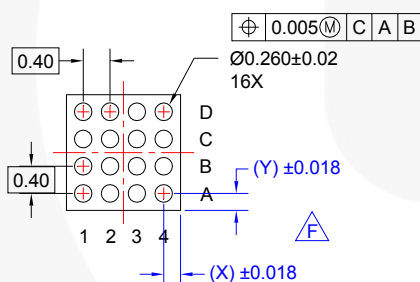 ⌖ 0.005Ⓜ C A B
0.40
Ø0.260±0.02
16X
D
C
B
A
0.40
(Y) ±0.018
F
1 2 3 4
(X) ±0.018